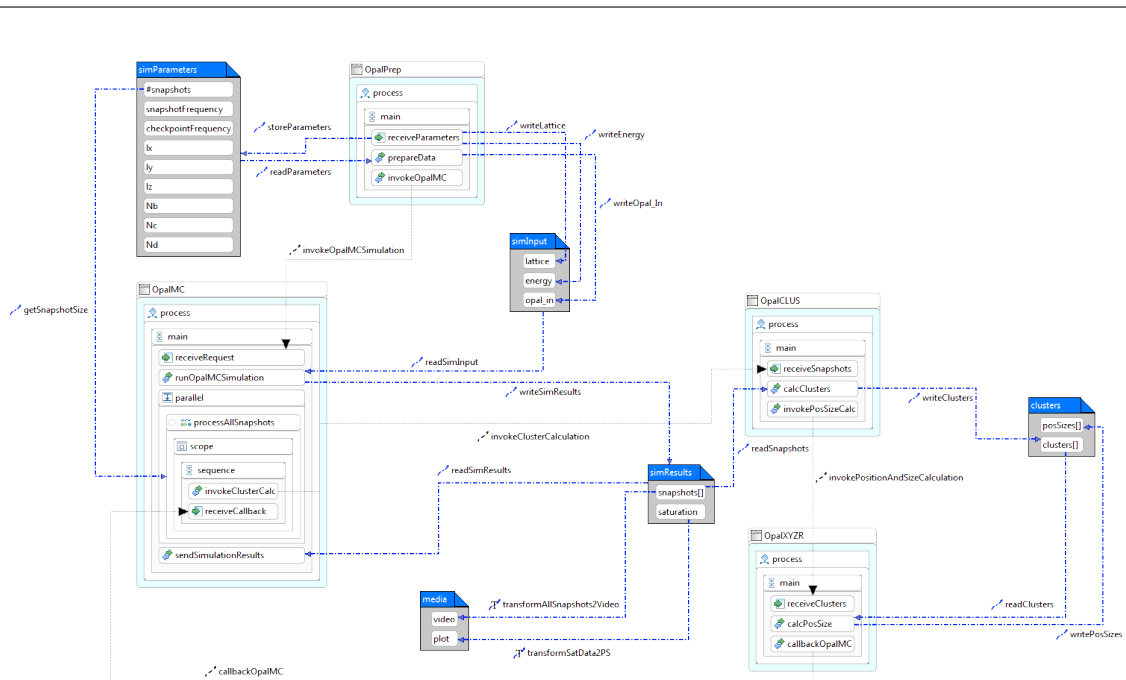 simParameters
#snapshots
snapshotFrequency
checkpointFrequency
lx
ly
lz
Nb
Nc
Nd
storeParameters
readParameters
OpalPrep
process
main
receiveParameters
prepareData
invokeOpalMC
writeLattice
writeEnergy
writeOpal_In
invokeOpalMCSimulation
simInput
lattice
energy
opal_in
getSnapshotSize
OpalMC
process
main
receiveRequest
runOpalMCSimulation
parallel
processAllSnapshots
scope
sequence
invokeClusterCalc
receiveCallback
sendSimulationResults
readSimInput
writeSimResults
invokeClusterCalculation
readSimResults
simResults
snapshots[]
saturation
OpalCLUS
process
main
receiveSnapshots
calcClusters
invokePosSizeCalc
readSnapshots
writeClusters
clusters
posSizes[]
clusters[]
invokePositionAndSizeCalculation
media
video
plot
transformAllSnapshots2Video
transformSatData2PS
OpalXYZR
process
main
receiveClusters
calcPosSize
callbackOpalMC
readClusters
writePosSizes
callbackOpalMC